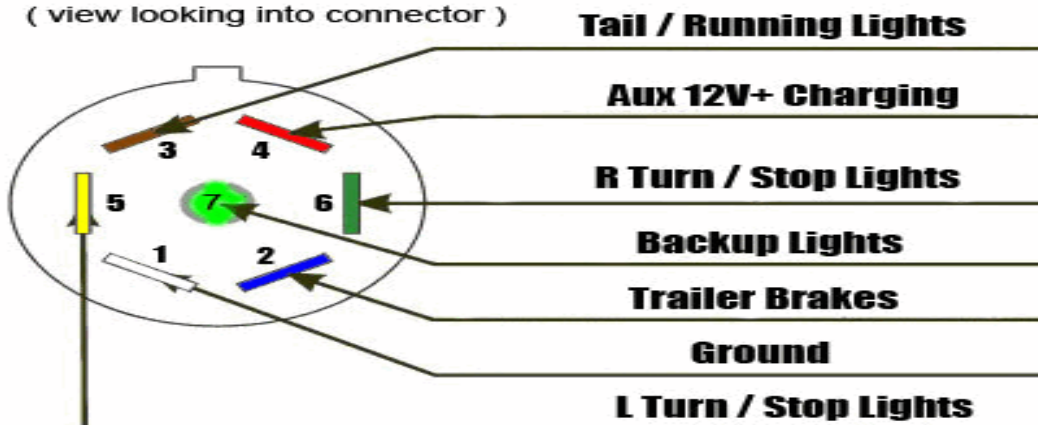 ( view looking into connector )
Tail / Running Lights
Aux 12V+ Charging
3
4
R Turn / Stop Lights
5
7
6
Backup Lights
1
2
Trailer Brakes
Ground
L Turn / Stop Lights